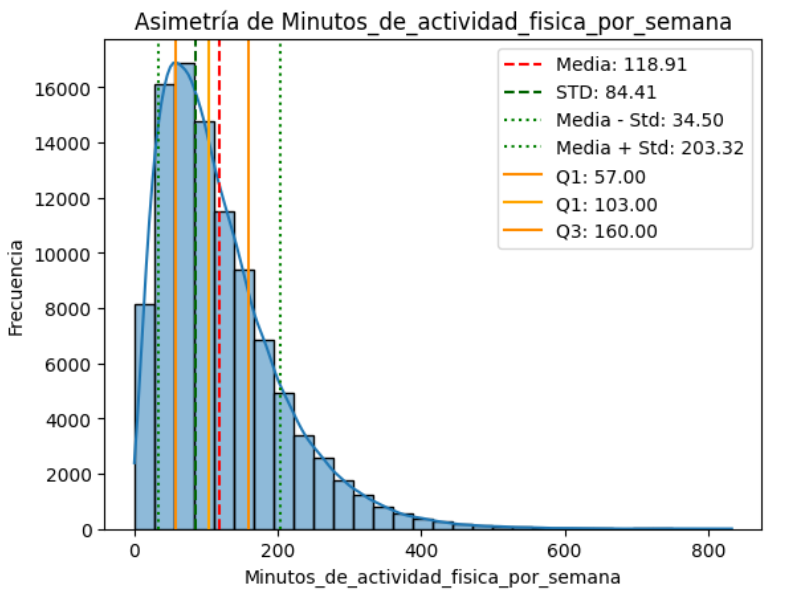 Asimetría de Minutos_de_actividad_fisica_por_semana
Media: 118.91
STD: 84.41
Media - Std: 34.50
Media + Std: 203.32
Q1: 57.00
Q1: 103.00
Q3: 160.00
Frecuencia
16000
14000
12000
10000
8000
6000
4000
2000
0
0 200 400 600 800
Minutos_de_actividad_fisica_por_semana